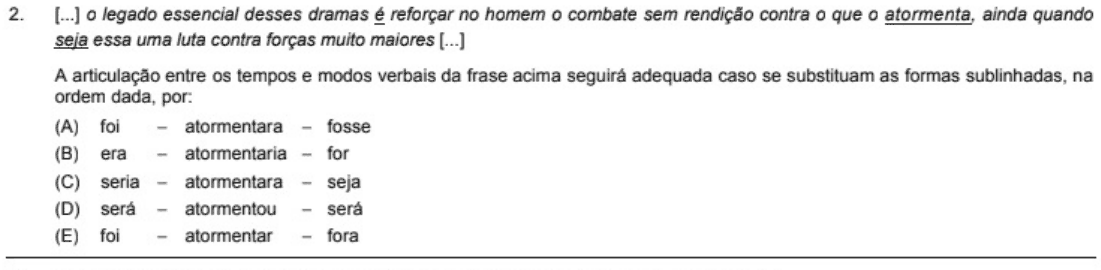 2. [...] o legado essencial desses dramas é reforçar no homem o combate sem rendição contra o que o atormenta, ainda quando
seja essa uma luta contra forças muito maiores [...]
A articulação entre os tempos e modos verbais da frase acima seguirá adequada caso se substituam as formas sublinhadas, na
ordem dada, por:
(A) foi – atormentara – fosse
(B) era – atormentaria – for
(C) seria – atormentara – seja
(D) será – atormentou – será
(E) foi – atormentar – fora